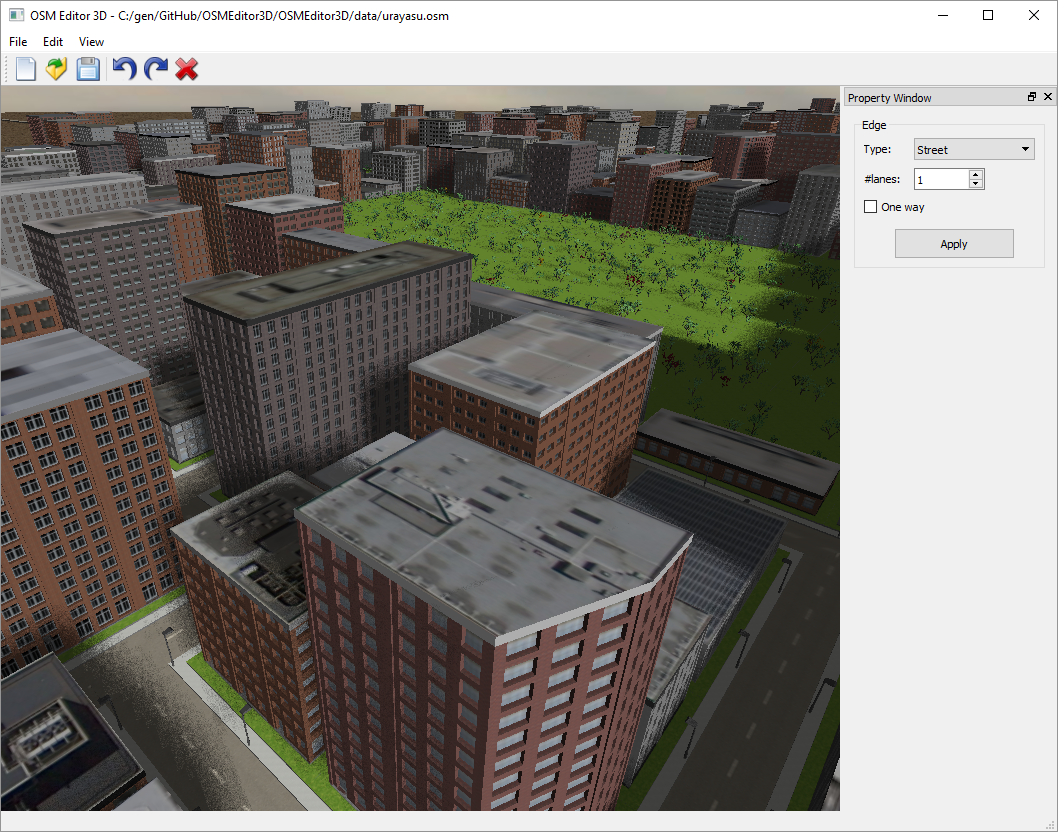 OSM Editor 3D - C:/gen/GitHub/OSMEditor3D/OSMEditor3D/data/urayasu.osm
File Edit View
Property Window
Edge
Type: Street
#lanes: 1
One way
Apply